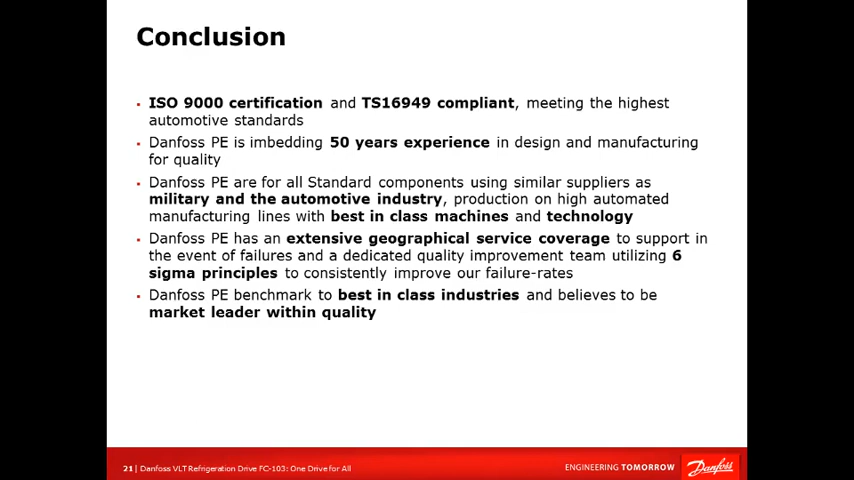 Conclusion
ISO 9000 certification and TS16949 compliant, meeting the highest
automotive standards
Danfoss PE is imbedding 50 years experience in design and manufacturing
for quality
Danfoss PE are for all Standard components using similar suppliers as
military and the automotive industry, production on high automated
manufacturing lines with best in class machines and technology
Danfoss PE has an extensive geographical service coverage to support in
the event of failures and a dedicated quality improvement team utilizing 6
sigma principles to consistently improve our failure-rates
Danfoss PE benchmark to best in class industries and believes to be
market leader within quality
21 | Danfoss VLT Refrigeration Drive FC-103: One Drive for All
ENGINEERING TOMORROW
Danfoss